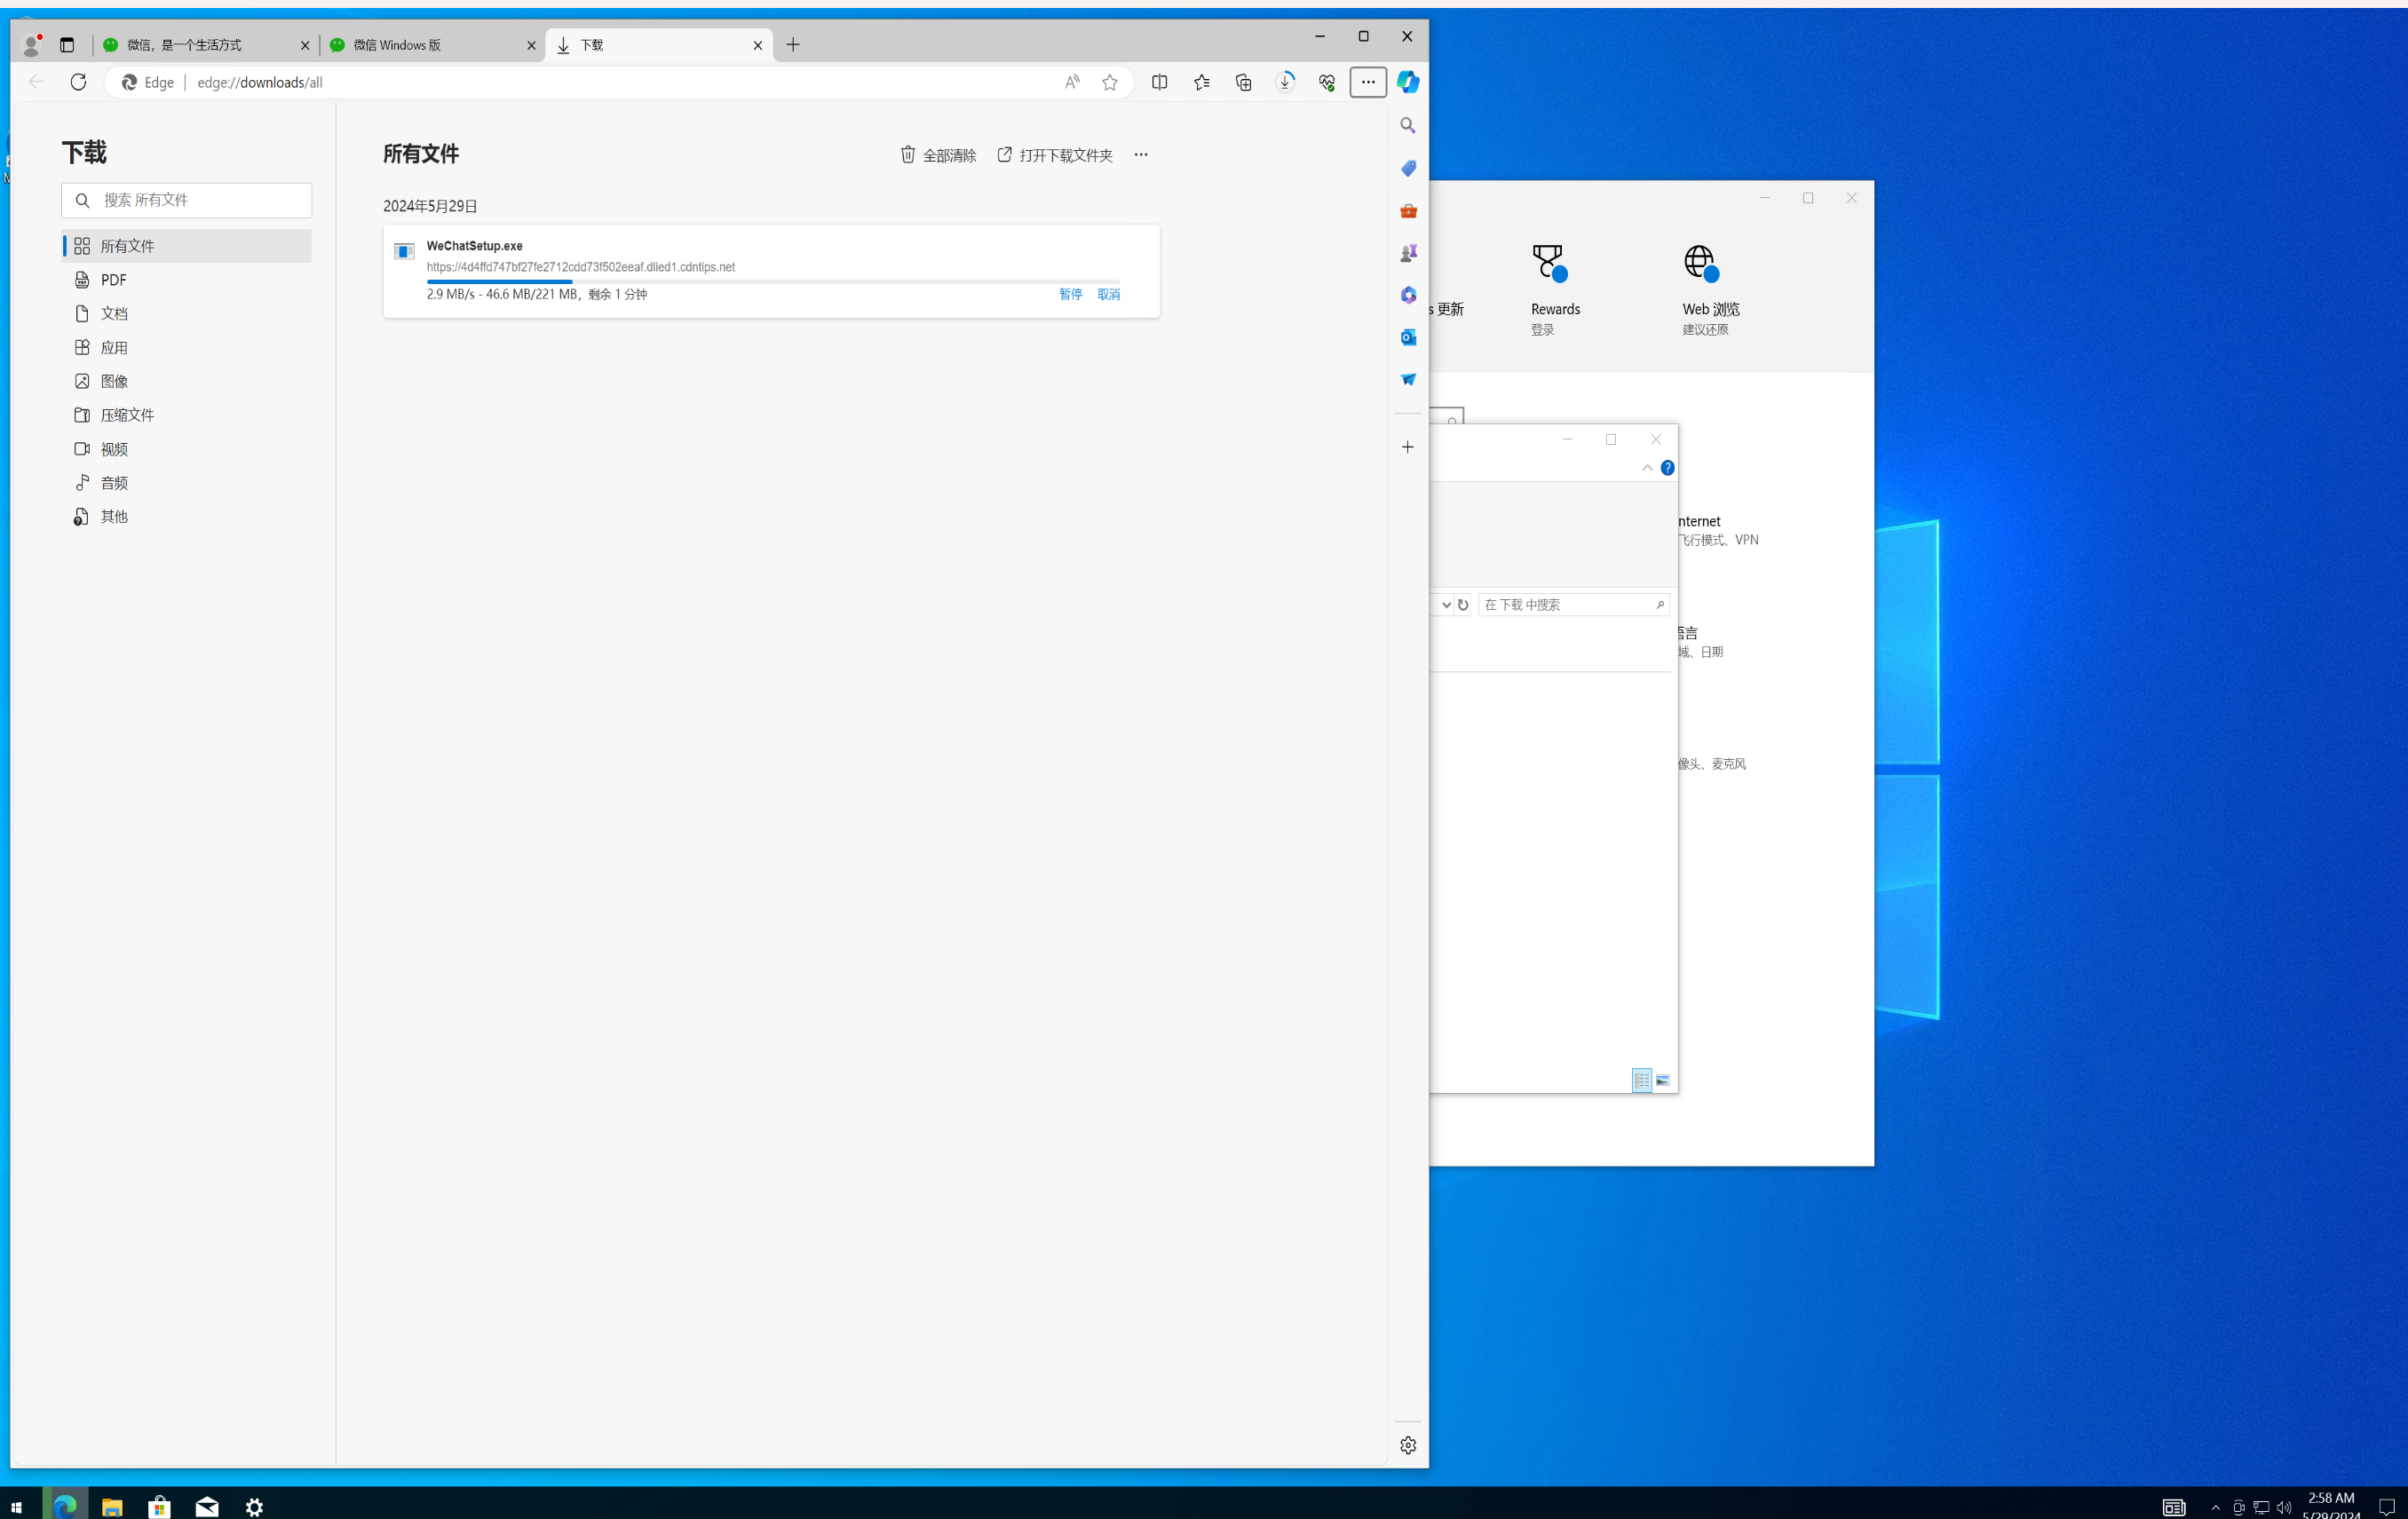 微信，是一个生活方式
微信 Windows 版
下载
Edge
edge://downloads/all
下载
搜索 所有文件
所有文件
PDF
文档
应用
图像
压缩文件
视频
音频
其他
所有文件
全部清除
打开下载文件夹
2024年5月29日
WeChatSetup.exe
https://4d4ffd747bf27fe2712cdd73f502eeaf.dlied1.cdntips.net
2.9 MB/s - 46.6 MB/221 MB，剩余 1 分钟
暂停 取消
s 更新
Rewards
登录
Web 浏览
建议还原
nternet
飞行模式、VPN
在 下载 中搜索
语言
域、日期
像头、麦克风
2:58 AM
5/29/2024